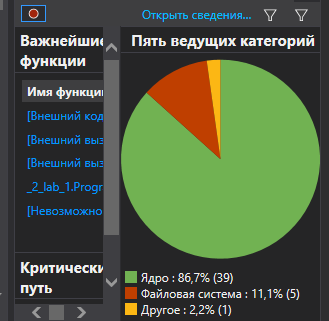 Открыть сведения...
Важнейшие
функции
Имя функци
[Внешний код
[Внешний выз
[Внешний выз
_2_lab_1.Progr
[Невозможно
Критически
путь
Пять ведущих категорий
Ядро : 86,7% (39)
Файловая система : 11,1% (5)
Другое : 2,2% (1)